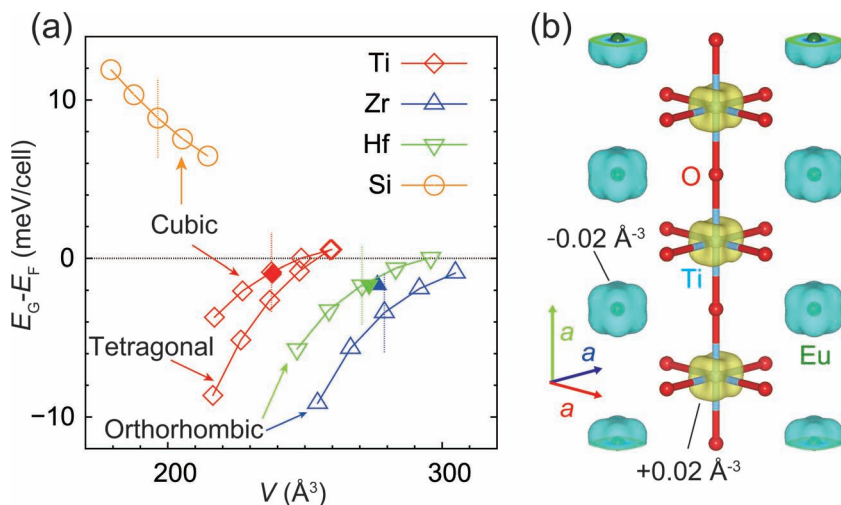 (a)
Ti
Zr
Hf
Si
Cubic
Tetragonal
Orthorhombic
10
0
−10
E_G-E_F (meV/cell)
200
300
V (Å³)
(b)
O
-0.02 Å⁻³
Ti
Eu
a
a
a
+0.02 Å⁻³